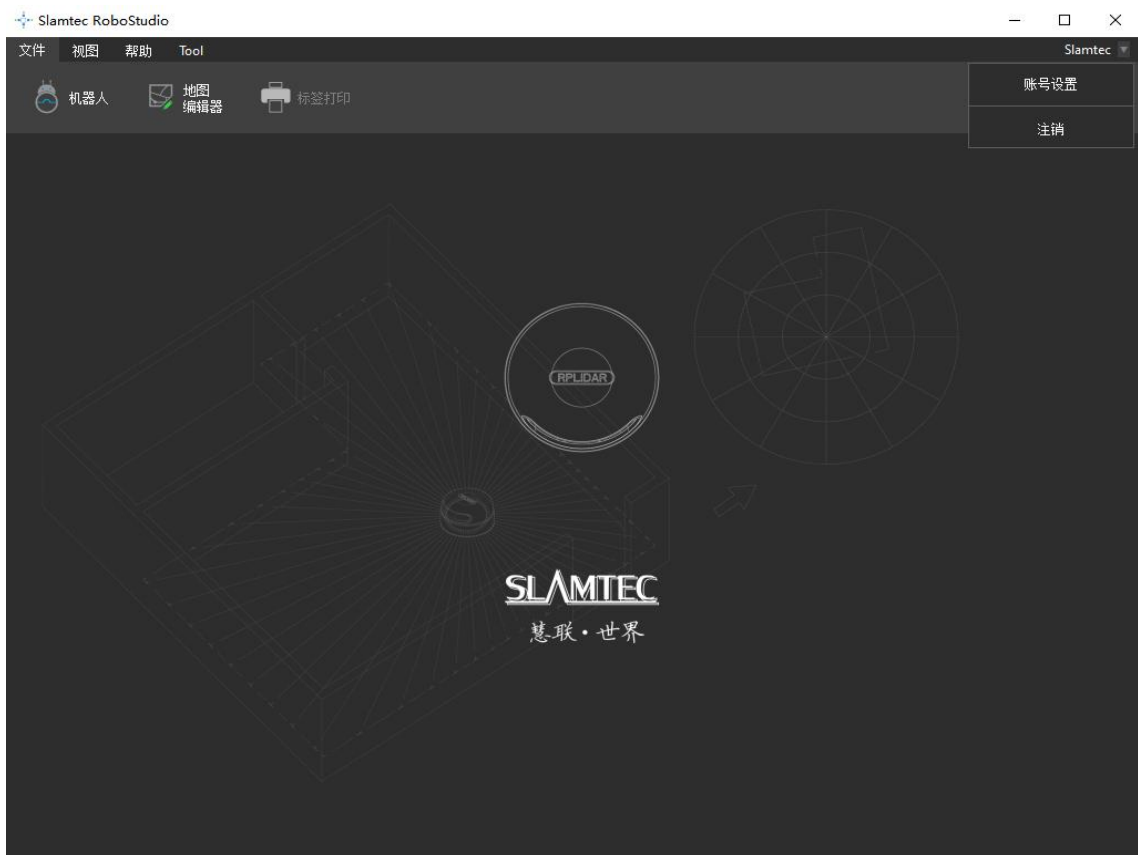 Slamtec RoboStudio
文件 视图 帮助 Tool Slamtec
机器人
地图
编辑器
标签打印
账号设置
注销
RPLIDAR
SLAMTEC
慧联·世界